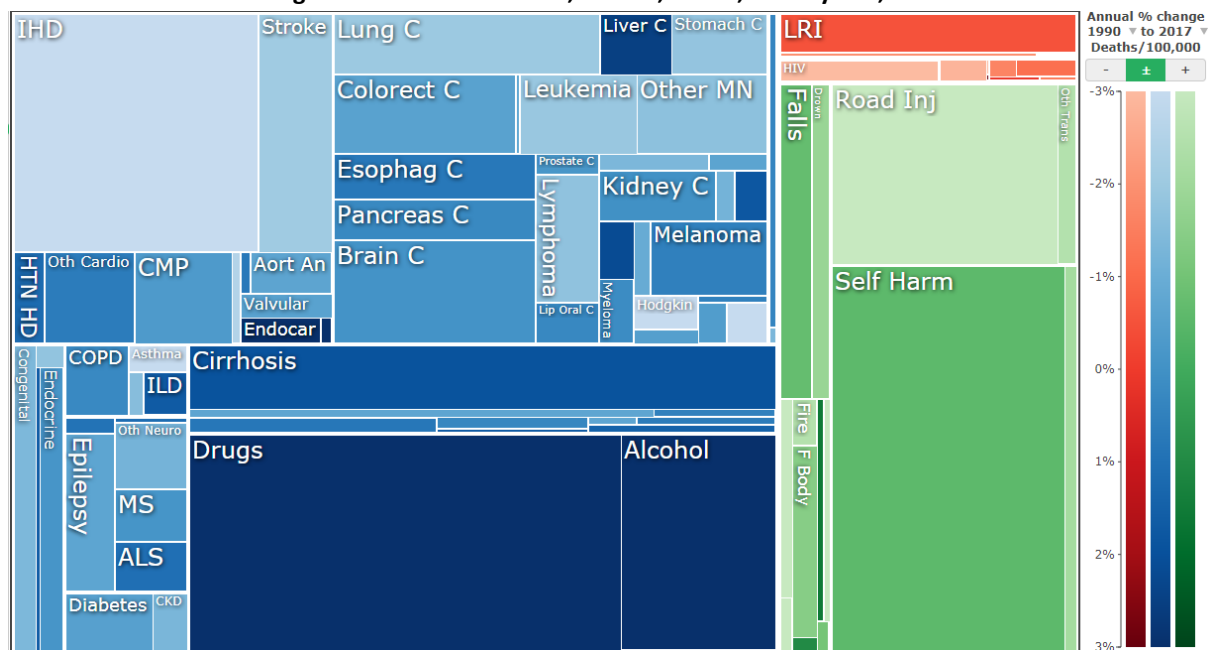 IHD
Stroke
Lung C
Liver C
Stomach C
Colorect C
Leukemia
Other MN
Esophag C
Prostate C
Lymphoma
Kidney C
Pancreas C
Brain C
Melanoma
Myeloma
Hodgkin
Lip Oral C
HTN HD
Oth Cardio
CMP
Aort An
Valvular
Endocar
Congenital
Endocrine
COPD
Asthma
ILD
Cirrhosis
Epilepsy
Oth Neuro
MS
ALS
Diabetes
CKD
Drugs
Alcohol
LRI
HIV
Falls
Drown
Road Inj
Oth Trans
Self Harm
Fire
F Body
Annual % change
1990 ▼ to 2017 ▼
Deaths/100,000
- ± +
-3%
-2%
-1%
0%
1%
2%
3%